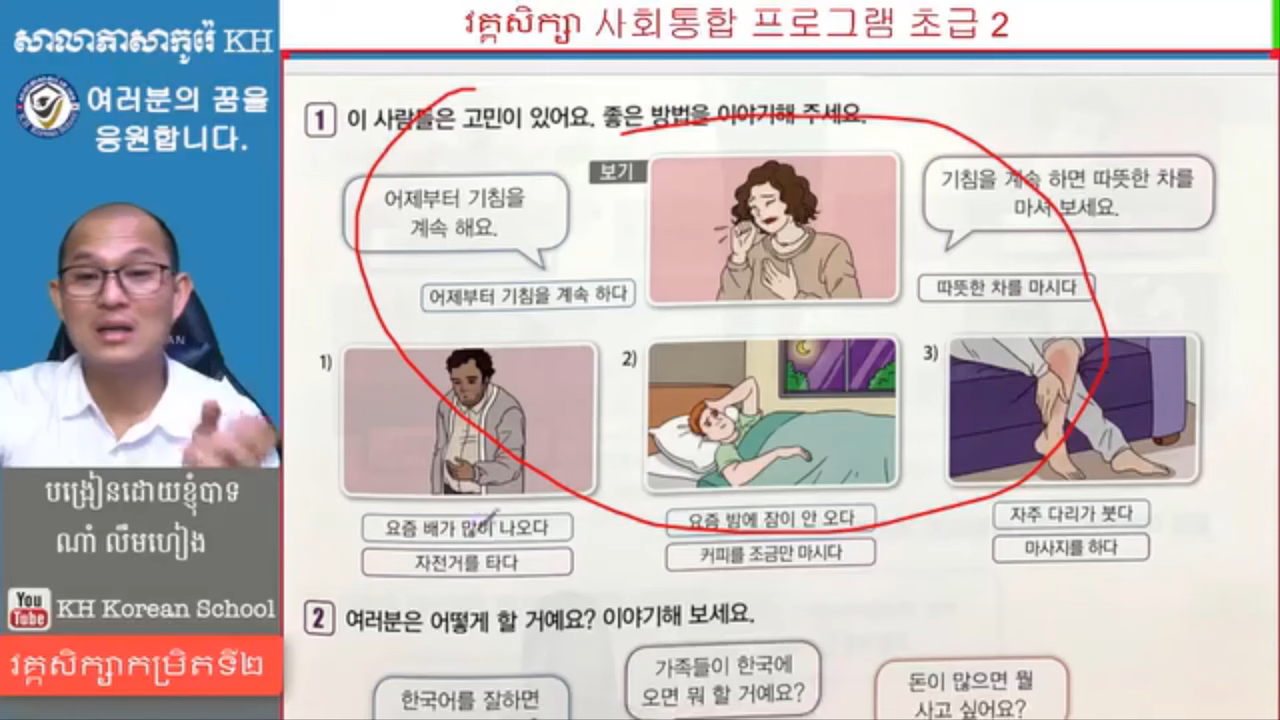 សាលាភាសាកូរ៉េ KH
여러분의 꿈을
응원합니다.
បង្រៀនដោយខ្ញុំបាទ
ណាំ លឹមហៀង
You Tube KH Korean School
វគ្គសិក្សាកម្រិតទី២
វគ្គសិក្សា 사회통합 프로그램 초급 2
1 이 사람들은 고민이 있어요. 좋은 방법을 이야기해 주세요.
보기
어제부터 기침을
계속 해요.
어제부터 기침을 계속 하다
기침을 계속 하면 따뜻한 차를
마셔 보세요.
따뜻한 차를 마시다
1)
요즘 배가 많이 나오다
자전거를 타다
2)
요즘 밤에 잠이 안 오다
커피를 조금만 마시다
3)
자주 다리가 붓다
마사지를 하다
2 여러분은 어떻게 할 거예요? 이야기해 보세요.
한국어를 잘하면
가족들이 한국에
오면 뭐 할 거예요?
돈이 많으면 뭘
사고 싶어요?